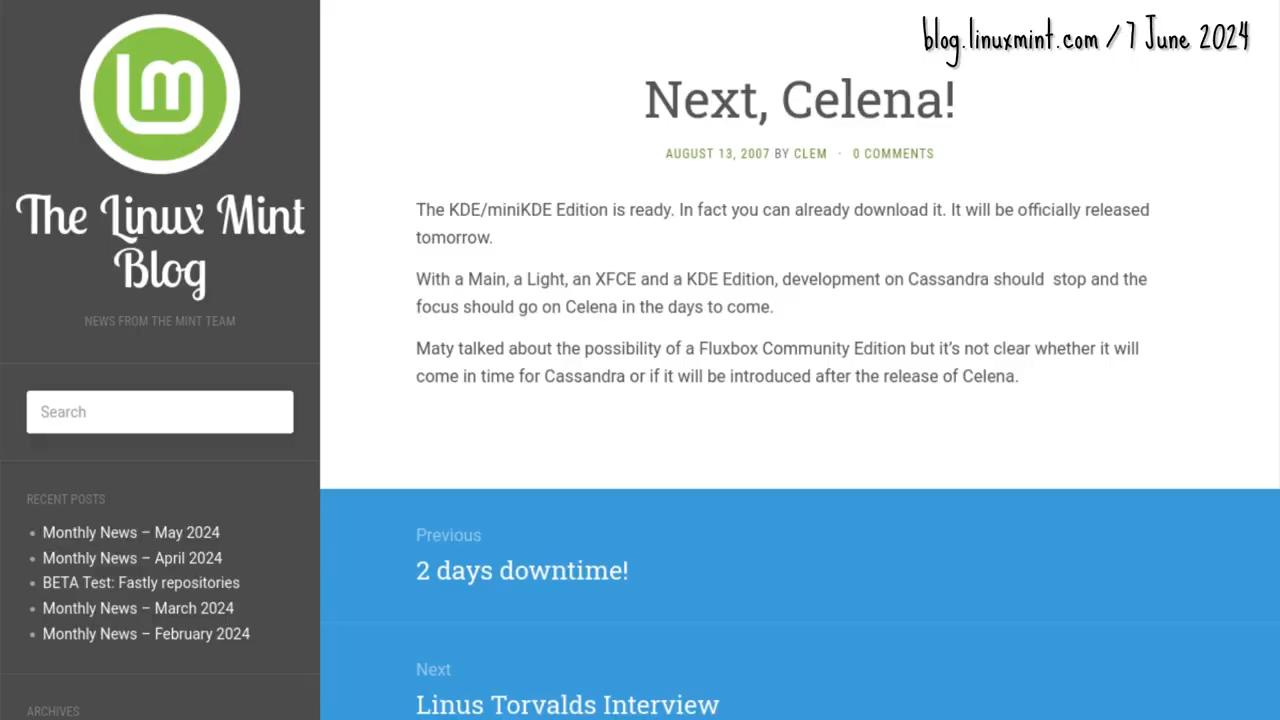 blog.linuxmint.com / 7 June 2024
The Linux Mint
Blog
NEWS FROM THE MINT TEAM
Search
RECENT POSTS
Monthly News – May 2024
Monthly News – April 2024
BETA Test: Fastly repositories
Monthly News – March 2024
Monthly News – February 2024
ARCHIVES
Next, Celena!
AUGUST 13, 2007 BY CLEM · 0 COMMENTS
The KDE/miniKDE Edition is ready. In fact you can already download it. It will be officially released
tomorrow.
With a Main, a Light, an XFCE and a KDE Edition, development on Cassandra should  stop and the
focus should go on Celena in the days to come.
Maty talked about the possibility of a Fluxbox Community Edition but it’s not clear whether it will
come in time for Cassandra or if it will be introduced after the release of Celena.
Previous
2 days downtime!
Next
Linus Torvalds Interview